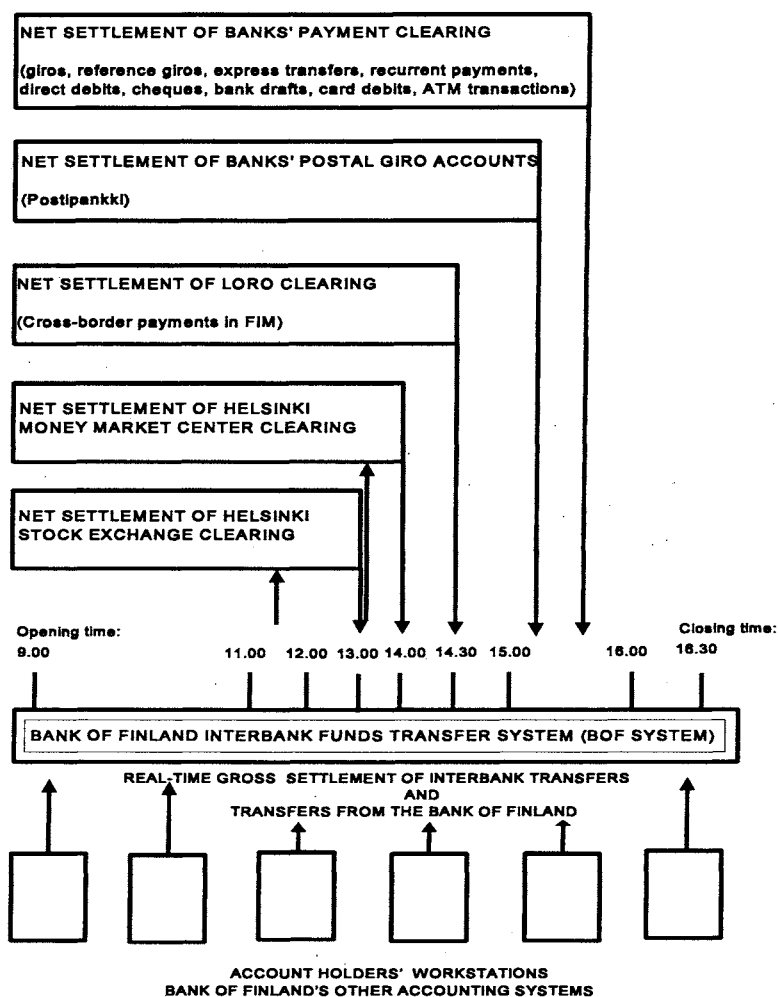 NET SETTLEMENT OF BANKS' PAYMENT CLEARING
(giros, reference giros, express transfers, recurrent payments,
direct debits, cheques, bank drafts, card debits, ATM transactions)
NET SETTLEMENT OF BANKS' POSTAL GIRO ACCOUNTS
(Postipankki)
NET SETTLEMENT OF LORO CLEARING
(Cross-border payments in FIM)
NET SETTLEMENT OF HELSINKI
MONEY MARKET CENTER CLEARING
NET SETTLEMENT OF HELSINKI
STOCK EXCHANGE CLEARING
Opening time: Closing time:
9.00 11.00 12.00 13.00 14.00 14.30 15.00 16.00 16.30
BANK OF FINLAND INTERBANK FUNDS TRANSFER SYSTEM (BOF SYSTEM)
REAL-TIME GROSS SETTLEMENT OF INTERBANK TRANSFERS
AND
TRANSFERS FROM THE BANK OF FINLAND
ACCOUNT HOLDERS' WORKSTATIONS
BANK OF FINLAND'S OTHER ACCOUNTING SYSTEMS